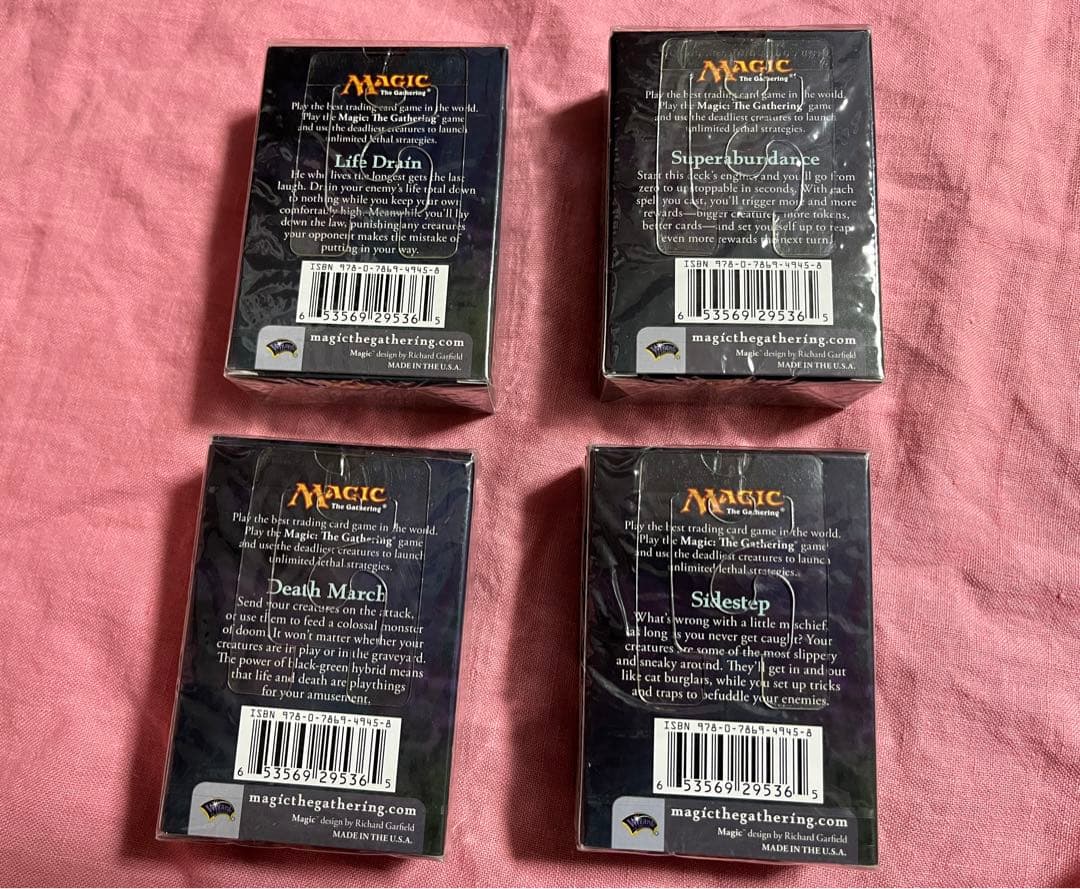 MAGIC
The Gathering®
Play the best trading card game in the world.
Play the Magic: The Gathering® game
and use the deadliest creatures to launch
unlimited lethal strategies.
Life Drain
He who lives the longest gets the last
laugh. Drain your enemy's life total down
to nothing while you keep your own
comfortably high. Meanwhile you'll lay
down the law, punishing any creatures
your opponent makes the mistake of
putting in your way.
ISBN 978-0-7869-4945-8
6 53569 29536 5
Wizards
magicthegathering.com
Magic™ design by Richard Garfield
MADE IN THE U.S.A.
MAGIC
The Gathering®
Play the best trading card game in the world.
Play the Magic: The Gathering® game
and use the deadliest creatures to launch
unlimited lethal strategies.
Superabundance
Start this deck's engine and you'll go from
zero to unstoppable in seconds. With each
spell you cast, you'll trigger more and more
rewards—bigger creatures, more tokens,
better cards—and set yourself up to reap
even more rewards the next turn.
ISBN 978-0-7869-4945-8
6 53569 29536 5
Wizards
magicthegathering.com
Magic™ design by Richard Garfield
MADE IN THE U.S.A.
MAGIC
The Gathering®
Play the best trading card game in the world.
Play the Magic: The Gathering® game
and use the deadliest creatures to launch
unlimited lethal strategies.
Death March
Send your creatures on the attack,
or use them to feed a colossal monster
of doom. It won't matter whether your
creatures are in play or in the graveyard.
The power of black-green hybrid means
that life and death are playthings
for your amusement.
ISBN 978-0-7869-4945-8
6 53569 29536 5
Wizards
magicthegathering.com
Magic™ design by Richard Garfield
MADE IN THE U.S.A.
MAGIC
The Gathering®
Play the best trading card game in the world.
Play the Magic: The Gathering® game
and use the deadliest creatures to launch
unlimited lethal strategies.
Sidestep
What's wrong with a little mischief,
as long as you never get caught? Your
creatures are some of the most slippery
and sneaky around. They'll get in and out
like cat burglars, while you set up tricks
and traps to befuddle your enemies.
ISBN 978-0-7869-4945-8
6 53569 29536 5
Wizards
magicthegathering.com
Magic™ design by Richard Garfield
MADE IN THE U.S.A.